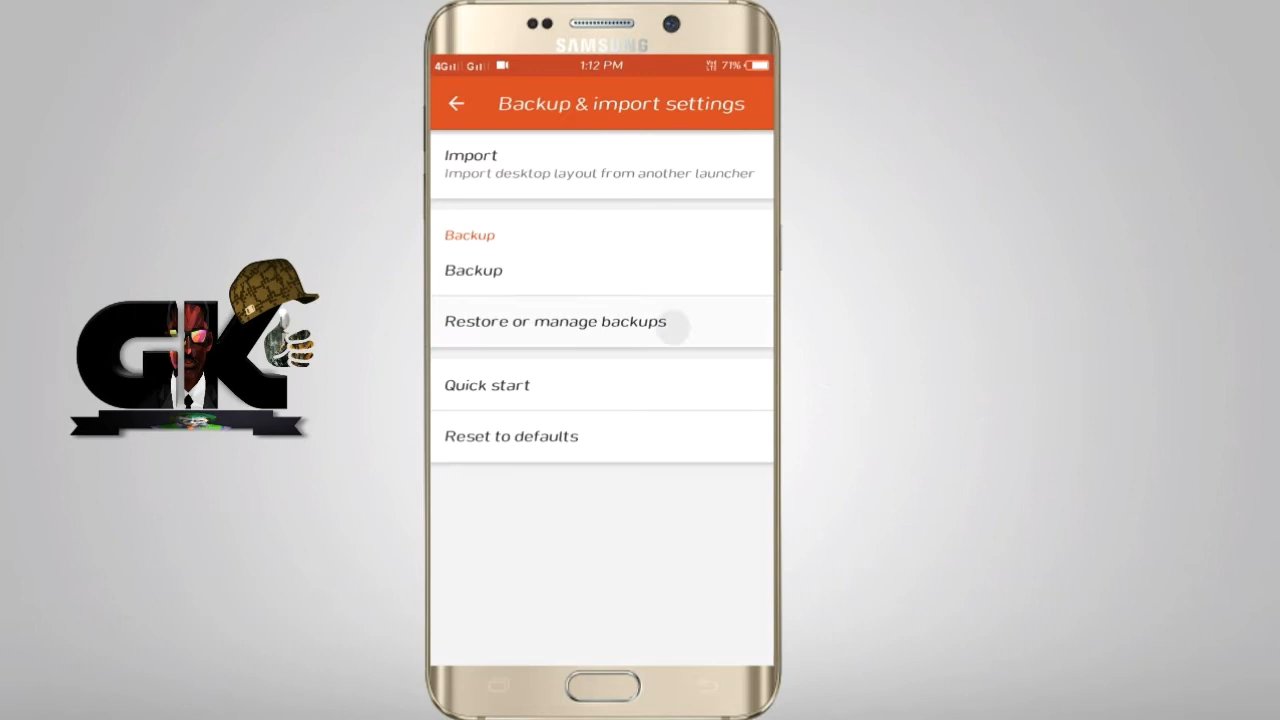 SAMSUNG
4G G 1:12 PM 71%
Backup & import settings
Import
Import desktop layout from another launcher
Backup
Backup
Restore or manage backups
Quick start
Reset to defaults
GK